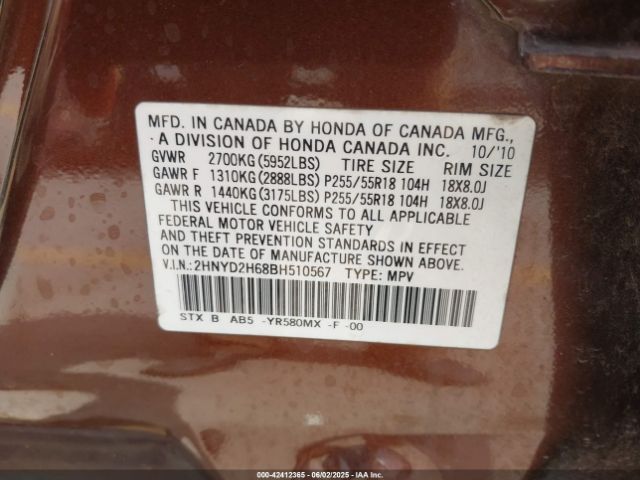 MFD. IN CANADA BY HONDA OF CANADA MFG.,
A DIVISION OF HONDA CANADA INC. 10/'10
GVWR 2700KG(5952LBS) TIRE SIZE RIM SIZE
GAWR F 1310KG(2888LBS) P255/55R18 104H 18X8.0J
GAWR R 1440KG(3175LBS) P255/55R18 104H 18X8.0J
THIS VEHICLE CONFORMS TO ALL APPLICABLE
FEDERAL MOTOR VEHICLE SAFETY
AND THEFT PREVENTION STANDARDS IN EFFECT
ON THE DATE OF MANUFACTURE SHOWN ABOVE.
V.I.N.:2HNYD2H68BH510567 TYPE: MPV
STX B AB5 -YR580MX -F -00
000-42412365 - 06/02/2025 - IAA Inc.